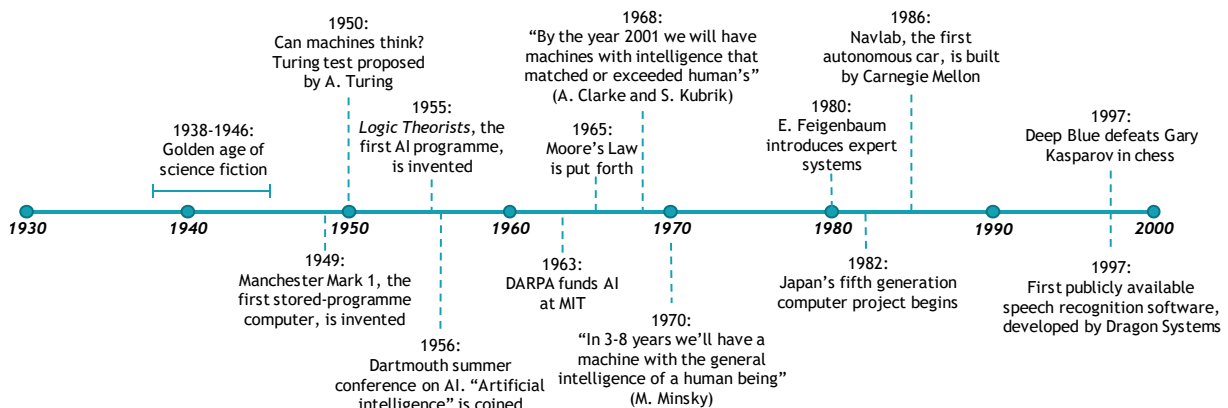 1950:
Can machines think?
Turing test proposed
by A. Turing
1968:
“By the year 2001 we will have
machines with intelligence that
matched or exceeded human’s”
(A. Clarke and S. Kubrik)
1986:
Navlab, the first
autonomous car, is built
by Carnegie Mellon
1938-1946:
Golden age of
science fiction
1955:
Logic Theorists, the
first AI programme,
is invented
1965:
Moore’s Law
is put forth
1980:
E. Feigenbaum
introduces expert
systems
1997:
Deep Blue defeats Gary
Kasparov in chess
1930
1940
1950
1960
1970
1980
1990
2000
1949:
Manchester Mark 1, the
first stored-programme
computer, is invented
1956:
Dartmouth summer
conference on AI. “Artificial
intelligence” is coined
1963:
DARPA funds AI
at MIT
1970:
“In 3-8 years we’ll have a
machine with the general
intelligence of a human being”
(M. Minsky)
1982:
Japan’s fifth generation
computer project begins
1997:
First publicly available
speech recognition software,
developed by Dragon Systems